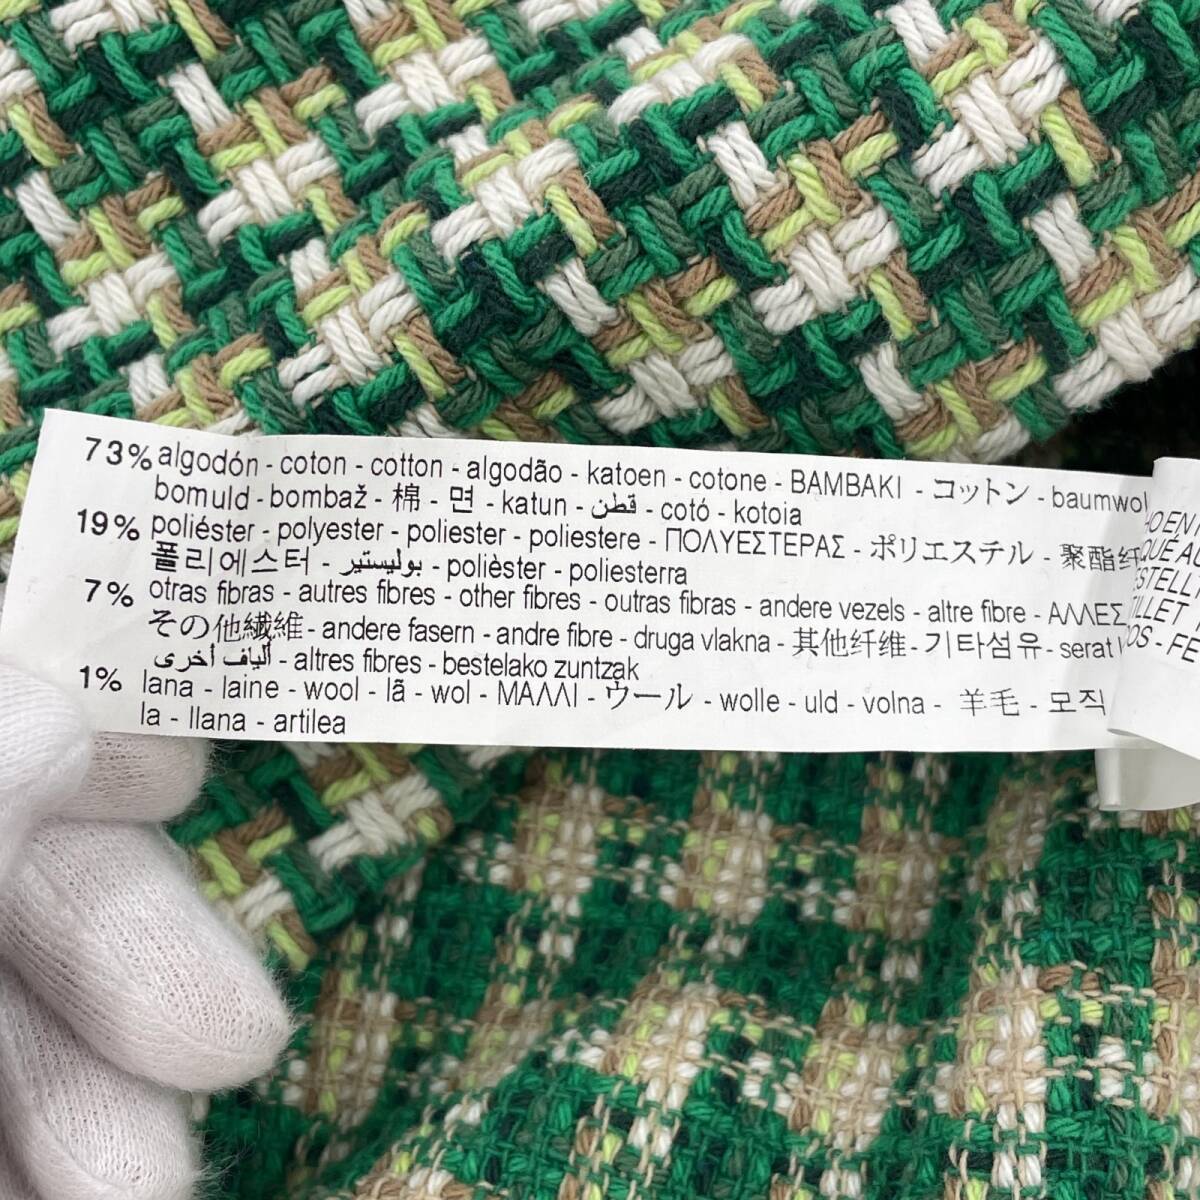 73% algodón - coton - cotton - algodão - katoen - cotone - BAMBAKI - コットン - baumwol
bomuld - bombaž - 棉 - 면 - katun - قطن - cotó - kotoia
19% poliéster - polyester - poliester - poliestere - ΠΟΛΥΕΣΤΕΡΑΣ - ポリエステル - 聚酯纤
폴리에스터 - بوليستير - polièster - poliesterra
7% otras fibras - autres fibres - other fibres - outras fibras - andere vezels - altre fibre - ΑΛΛΕΣ
その他繊維 - andere fasern - andre fibre - druga vlakna - 其他纤维 - 기타섬유 - serat
ألياف أخرى - altres fibres - bestelako zuntzak
1% lana - laine - wool - lã - wol - ΜΑΛΛΙ - ウール - wolle - uld - volna - 羊毛 - 모직
la - llana - artilea